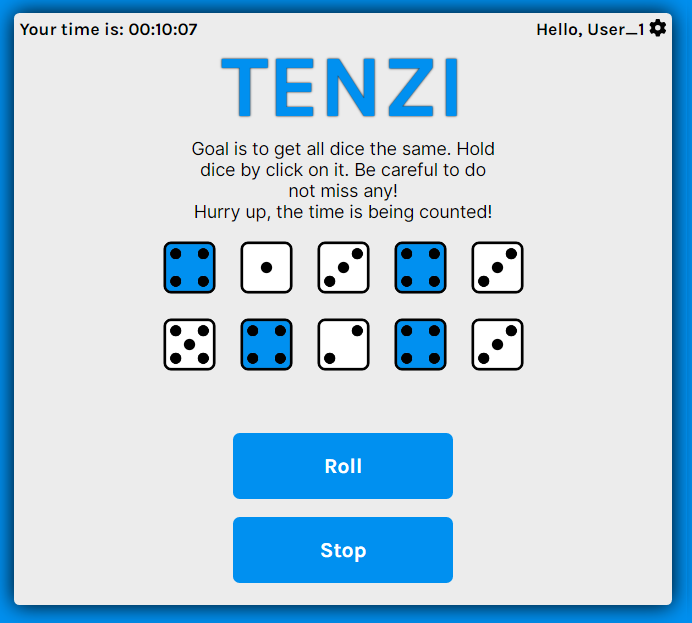 Your time is: 00:10:07
Hello, User_1
TENZI
Goal is to get all dice the same. Hold
dice by click on it. Be careful to do
not miss any!
Hurry up, the time is being counted!
Roll
Stop